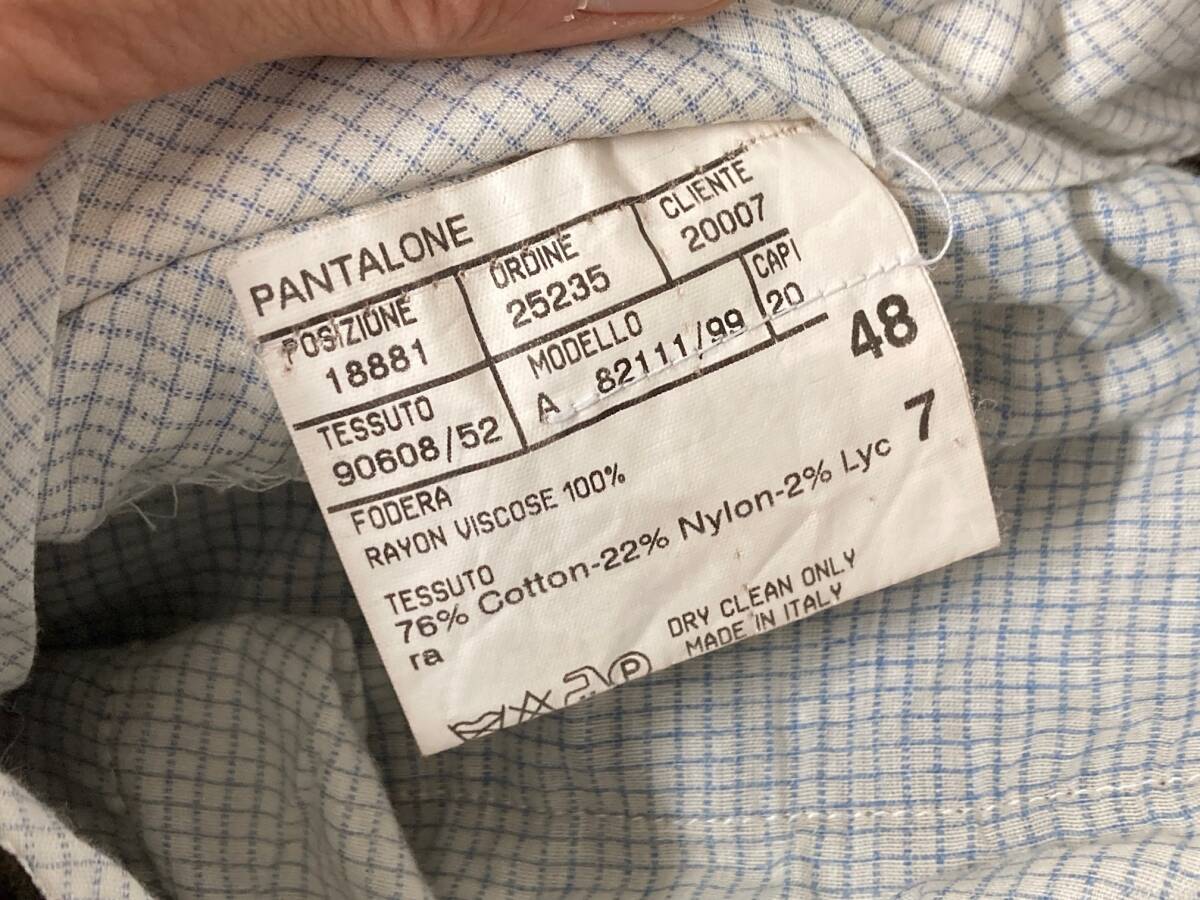 PANTALONE
POSIZIONE
18881
ORDINE
25235
CLIENTE
20007
TESSUTO
90608/52
MODELLO
A 82111/99
CAPI
20
48
7
FODERA
RAYON VISCOSE 100%
TESSUTO
76% Cotton-22% Nylon-2% Lyc
ra
DRY CLEAN ONLY
MADE IN ITALY
P